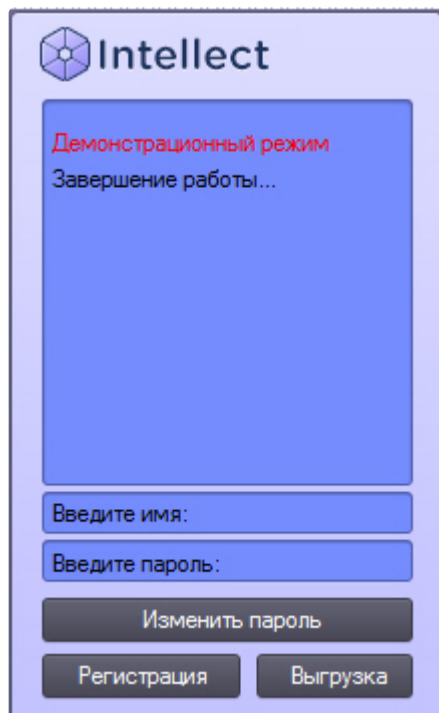 Intellect
Демонстрационный режим
Завершение работы...
Введите имя:
Введите пароль:
Изменить пароль
Регистрация
Выгрузка